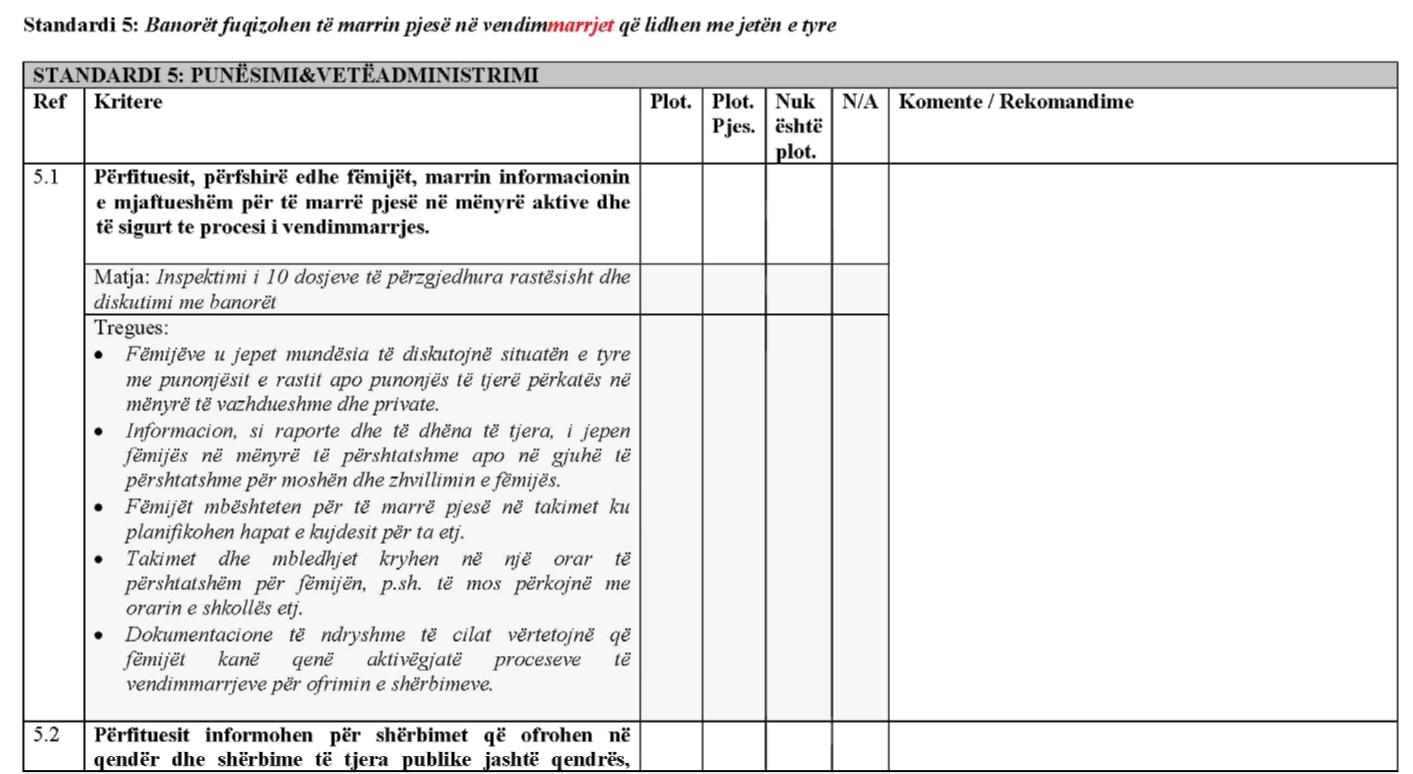 Standardi 5: Banorët fuqizohen të marrin pjesë në vendimmarrjet që lidhen me jetën e tyre
STANDARDI 5: PUNËSIMI&VETËADMINISTRIMI
Ref Kritere Plot. Plot. Pjes. Nuk është plot. N/A Komente / Rekomandime
5.1 Përfituesit, përfshirë edhe fëmijët, marrin informacionin
e mjaftueshëm për të marrë pjesë në mënyrë aktive dhe
të sigurt te procesi i vendimmarrjes.
Matja: Inspektimi i 10 dosjeve të përzgjedhura rastësisht dhe
diskutimi me banorët
Tregues:
• Fëmijëve u jepet mundësia të diskutojnë situatën e tyre
me punonjësit e rastit apo punonjës të tjerë përkatës në
mënyrë të vazhdueshme dhe private.
• Informacion, si raporte dhe të dhëna të tjera, i jepen
fëmijës në mënyrë të përshtatshme apo në gjuhë të
përshtatshme për moshën dhe zhvillimin e fëmijës.
• Fëmijët mbështeten për të marrë pjesë në takimet ku
planifikohen hapat e kujdesit për ta etj.
• Takimet dhe mbledhjet kryhen në një orar të
përshtatshëm për fëmijën, p.sh. të mos përkojnë me
orarin e shkollës etj.
• Dokumentacione të ndryshme të cilat vërtetojnë që
fëmijët kanë qenë aktivëgjatë proceseve të
vendimmarrjeve për ofrimin e shërbimeve.
5.2 Përfituesit informohen për shërbimet që ofrohen në
qendër dhe shërbime të tjera publike jashtë qendrës,